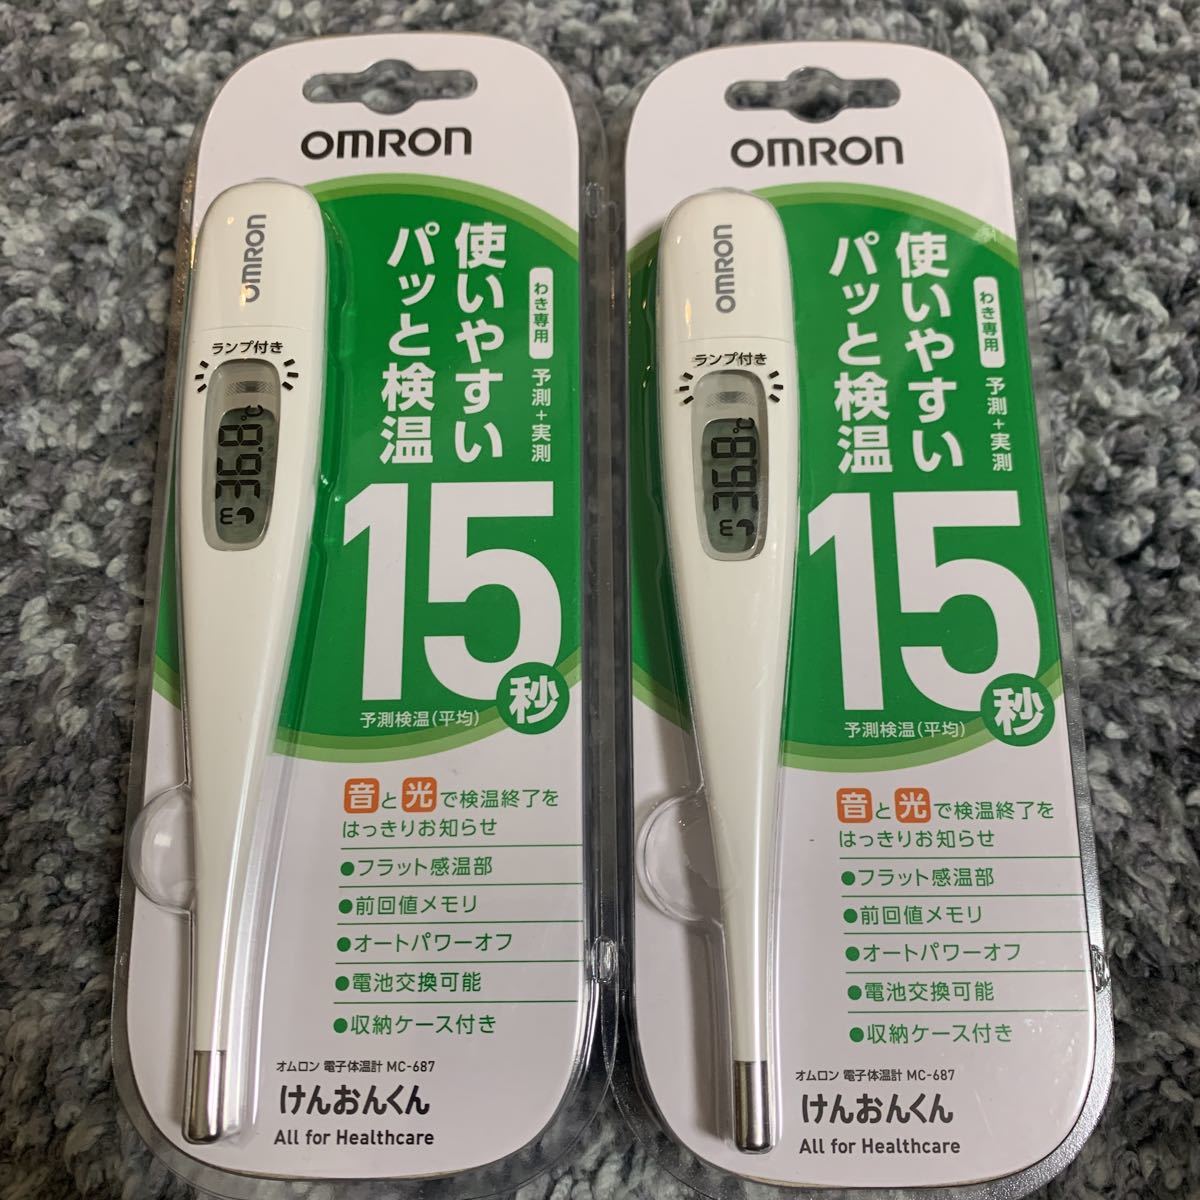 OMRON
OMRON
ランプ付き
m 36.8℃
わき専用 予測+実測
使いやすい
パッと検温
15秒
予測検温(平均)
音と光で検温終了を
はっきりお知らせ
●フラット感温部
●前回値メモリ
●オートパワーオフ
●電池交換可能
●収納ケース付き
オムロン 電子体温計 MC-687
けんおんくん
All for Healthcare
OMRON
OMRON
ランプ付き
m 36.8℃
わき専用 予測+実測
使いやすい
パッと検温
15秒
予測検温(平均)
音と光で検温終了を
はっきりお知らせ
●フラット感温部
●前回値メモリ
●オートパワーオフ
●電池交換可能
●収納ケース付き
オムロン 電子体温計 MC-687
けんおんくん
All for Healthcare